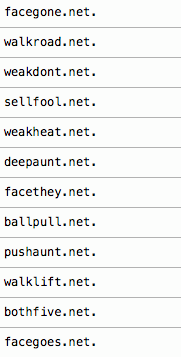 facegone.net.
walkroad.net.
weakdont.net.
sellfool.net.
weakheat.net.
deepaunt.net.
facethey.net.
ballpull.net.
pushaunt.net.
walklift.net.
bothfive.net.
facegoes.net.